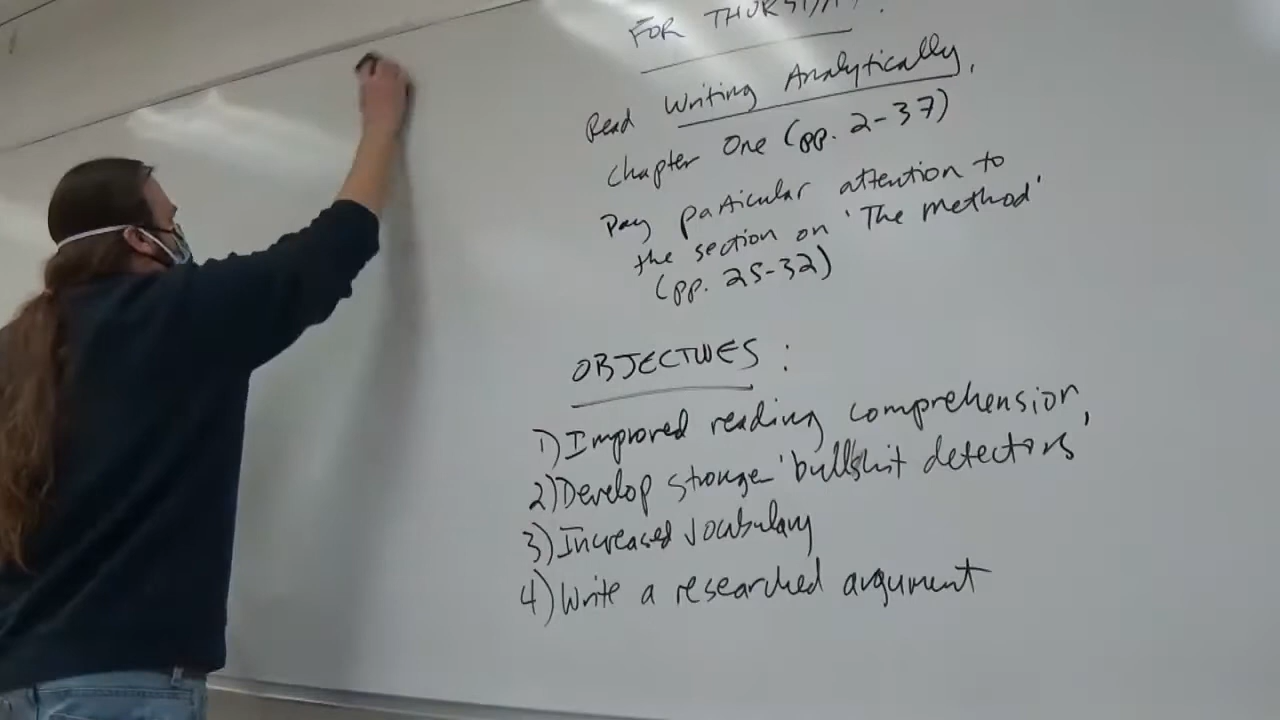 FOR THURSDAY:
Read Writing Analytically,
Chapter One (pp. 2-37)
Pay particular attention to
the section on 'The Method'
(pp. 25-32)
OBJECTIVES:
1) Improved reading comprehension,
2) Develop stronger 'bullshit detectors'
3) Increased vocabulary
4) Write a researched argument